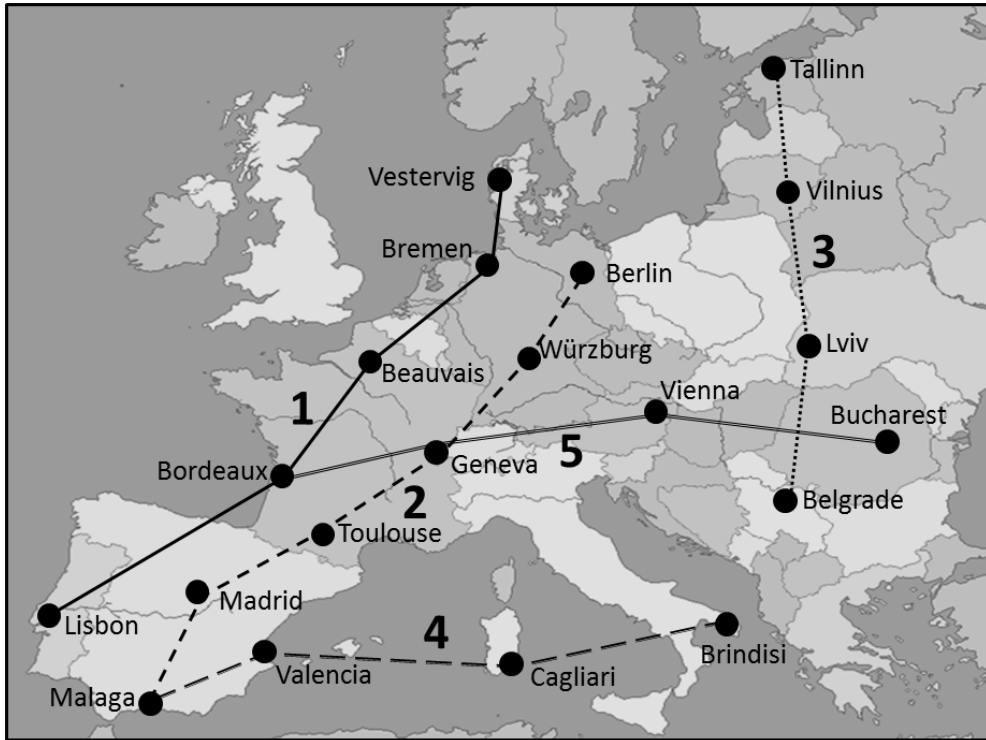 Tallinn
Vestervig
Vilnius
Bremen
3
Berlin
Würzburg
Lviv
Beauvais
Vienna
1
Bucharest
5
Bordeaux
Geneva
2
Belgrade
Toulouse
Madrid
Lisbon
4
Brindisi
Valencia
Cagliari
Malaga